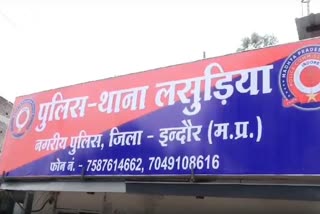 पुलिस-थाना लसुड़िया
नगरीय पुलिस, जिला - इन्दौर (म.प्र.)
फोन नं. - 7587614662, 7049108616